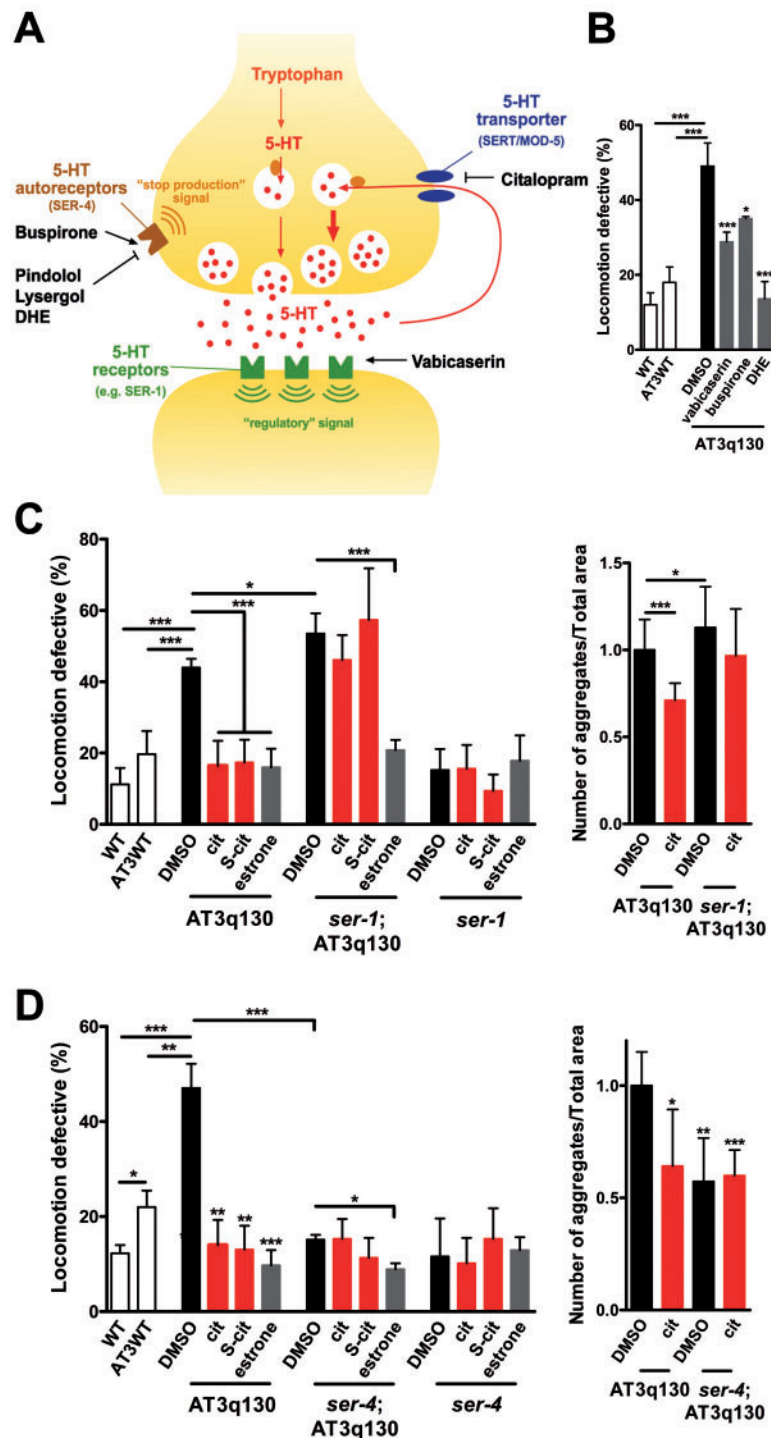 A
Tryptophan
5-HT
5-HT
transporter
(SERT/MOD-5)
5-HT
autoreceptors
(SER-4)
"stop production"
signal
Citalopram
Buspirone
Pindolol
Lysergol
DHE
5-HT
5-HT
receptors
(e.g. SER-1)
Vabicaserin
"regulatory" signal
B
Locomotion defective (%)
60
40
20
0
***
***
***
*
***
WT
AT3WT
DMSO
vabicaserin
buspirone
DHE
AT3q130
C
Locomotion defective (%)
80
60
40
20
0
***
***
***
*
***
WT
AT3WT
DMSO
cit
S-cit
estrone
DMSO
cit
S-cit
estrone
DMSO
cit
S-cit
estrone
AT3q130
ser-1;
AT3q130
ser-1
Number of aggregates/Total area
1.5
1.0
0.5
0.0
***
*
DMSO
cit
DMSO
cit
AT3q130
ser-1;
AT3q130
D
Locomotion defective (%)
60
40
20
0
*
***
**
***
**
**
***
*
WT
AT3WT
DMSO
cit
S-cit
estrone
DMSO
cit
S-cit
estrone
DMSO
cit
S-cit
estrone
AT3q130
ser-4;
AT3q130
ser-4
Number of aggregates/Total area
1.0
0.5
0.0
*
**
***
DMSO
cit
DMSO
cit
AT3q130
ser-4;
AT3q130